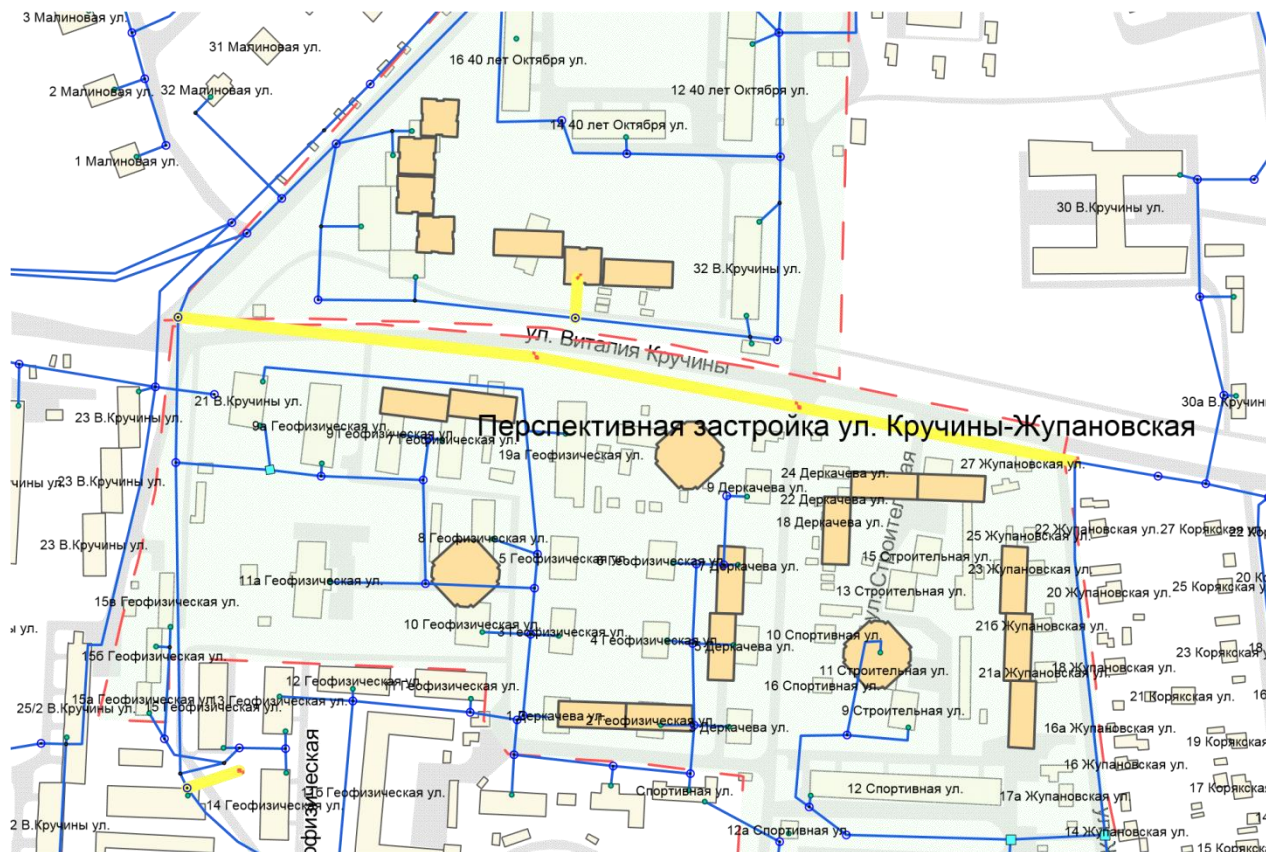 3 Малиновая ул.
31 Малиновая ул.
16 40 лет Октября ул.
2 Малиновая ул.
32 Малиновая ул.
12 40 лет Октября ул.
14 40 лет Октября ул.
1 Малиновая ул.
30 В.Кручины ул.
32 В.Кручины ул.
ул. Виталия Кручины
21 В.Кручины ул.
30а В.Кручин
23 В.Кручины ул.
9а Геофизическая ул.
9 Геофизическая ул.
7 Геофизическая ул.
Перспективная застройка ул. Кручины-Жупановская
19а Геофизическая ул.
27 Жупановская ул.
24 Деркачева ул.
23 В.Кручины ул.
9 Деркачева ул.
22 Деркачева ул.
18 Деркачева ул.
22 Жупановская ул.
27 Корякская ул.
25 Жупановская ул.
8 Геофизическая ул.
23 В.Кручины ул.
5 Геофизическая ул.
6 Геофизическая ул.
7 Деркачева ул.
15 Строительная ул.
23 Жупановская ул.
11а Геофизическая ул.
13 Строительная ул.
20 Жупановская ул.
25 Корякская ул.
ул.Строительная
15в Геофизическая ул.
10 Геофизическая ул.
3 Геофизическая ул.
4 Геофизическая ул.
5 Деркачева ул.
10 Спортивная ул.
21б Жупановская ул.
15б Геофизическая ул.
23 Корякская у
11 Строительная ул.
21а Жупановская ул.
18 Жупановская ул.
12 Геофизическая ул.
11 Геофизическая ул.
16 Спортивная ул.
21 Корякская ул.
15а Геофизическая ул.
13 Геофизическая ул.
25/2 В.Кручины ул.
15 Геофизическая ул.
1 Деркачева ул.
2 Геофизическая ул.
3 Деркачева ул.
9 Строительная ул.
16а Жупановская ул.
19 Корякская
16 Жупановская ул.
12 Спортивная ул.
17а Жупановская ул.
17 Корякская
14 Геофизическая ул.
16 Геофизическая ул.
Спортивная ул.
2 В.Кручины ул.
офизическая
12а Спортивная ул.
14 Жупановская ул.
15 Корякска